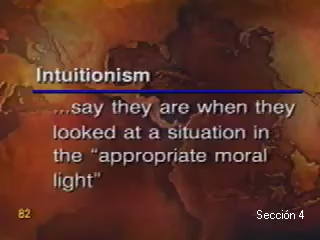 Intuitionism
...say they are when they
looked at a situation in
the “appropriate moral
light”
82
Sección 4